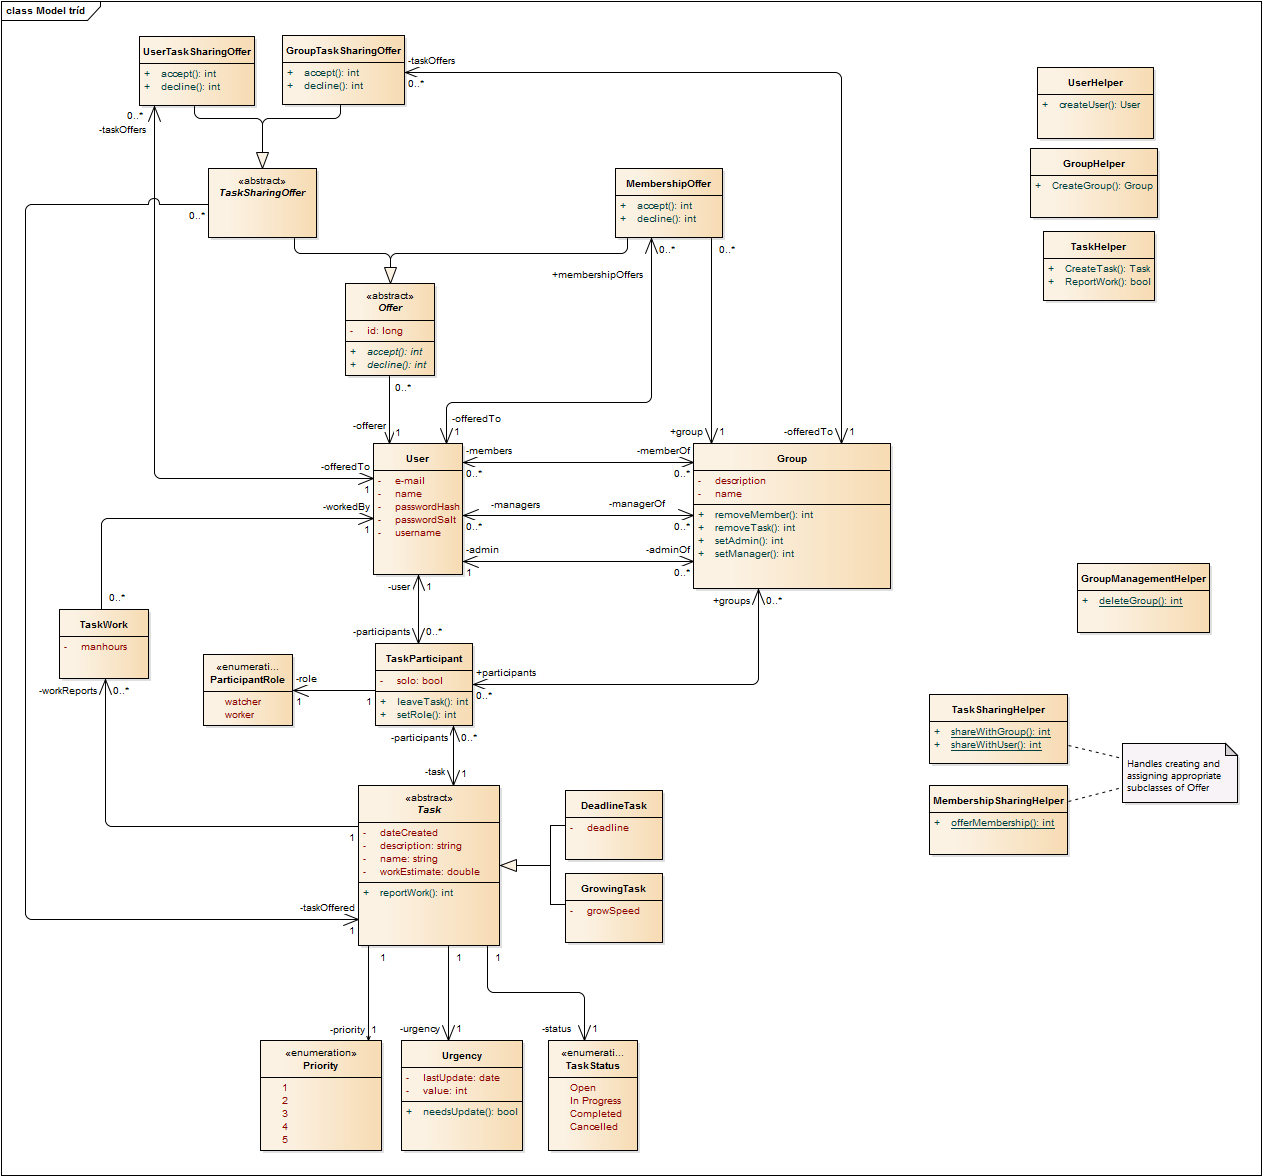 class Model tríd
UserTaskSharingOffer
+ accept(): int
+ decline(): int
GroupTaskSharingOffer
+ accept(): int
+ decline(): int
-taskOffers
0..*
UserHelper
+ createUser(): User
0..*
-taskOffers
GroupHelper
+ CreateGroup(): Group
«abstract»
TaskSharingOffer
0..*
MembershipOffer
+ accept(): int
+ decline(): int
0..*
0..*
TaskHelper
+ CreateTask(): Task
+ ReportWork(): bool
+membershipOffers
«abstract»
Offer
- id: long
+ accept(): int
+ decline(): int
0..*
-offerer
1
-offeredTo
1
+group
1
-offeredTo
1
User
- e-mail
- name
- passwordHash
- passwordSalt
- username
-offeredTo
1
-workedBy
1
-members
0..*
-memberOf
0..*
-managers
0..*
-managerOf
0..*
-admin
1
-adminOf
0..*
Group
- description
- name
+ removeMember(): int
+ removeTask(): int
+ setAdmin(): int
+ setManager(): int
GroupManagementHelper
+ deleteGroup(): int
-user
1
+groups
0..*
0..*
TaskWork
- manhours
-workReports
0..*
-participants
0..*
TaskParticipant
- solo: bool
+ leaveTask(): int
+ setRole(): int
+participants
0..*
«enumerati...
ParticipantRole
watcher
worker
-role
1
1
-participants
0..*
TaskSharingHelper
+ shareWithGroup(): int
+ shareWithUser(): int
Handles creating and
assigning appropriate
subclasses of Offer
MembershipSharingHelper
+ offerMembership(): int
-task
1
«abstract»
Task
- dateCreated
- description: string
- name: string
- workEstimate: double
+ reportWork(): int
1
-taskOffered
1
DeadlineTask
- deadline
GrowingTask
- growSpeed
1
1
1
-priority
1
-urgency
1
-status
1
«enumeration»
Priority
1
2
3
4
5
Urgency
- lastUpdate: date
- value: int
+ needsUpdate(): bool
«enumerati...
TaskStatus
Open
In Progress
Completed
Cancelled